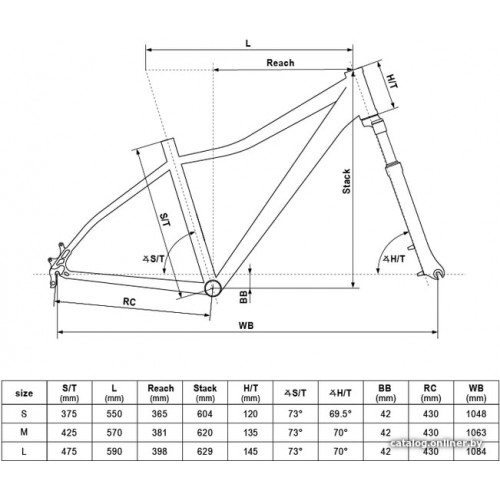 L
Reach
H/T
Stack
S/T
∡S/T
∡H/T
RC
BB
WB
size S/T (mm) L (mm) Reach (mm) Stack (mm) H/T (mm) ∡S/T ∡H/T BB (mm) RC (mm) WB (mm)
S 375 550 365 604 120 73° 69.5° 42 430 1048
M 425 570 381 620 135 73° 70° 42 430 1063
L 475 590 398 629 145 73° 70° 42 430 1084
catalog.onliner.by